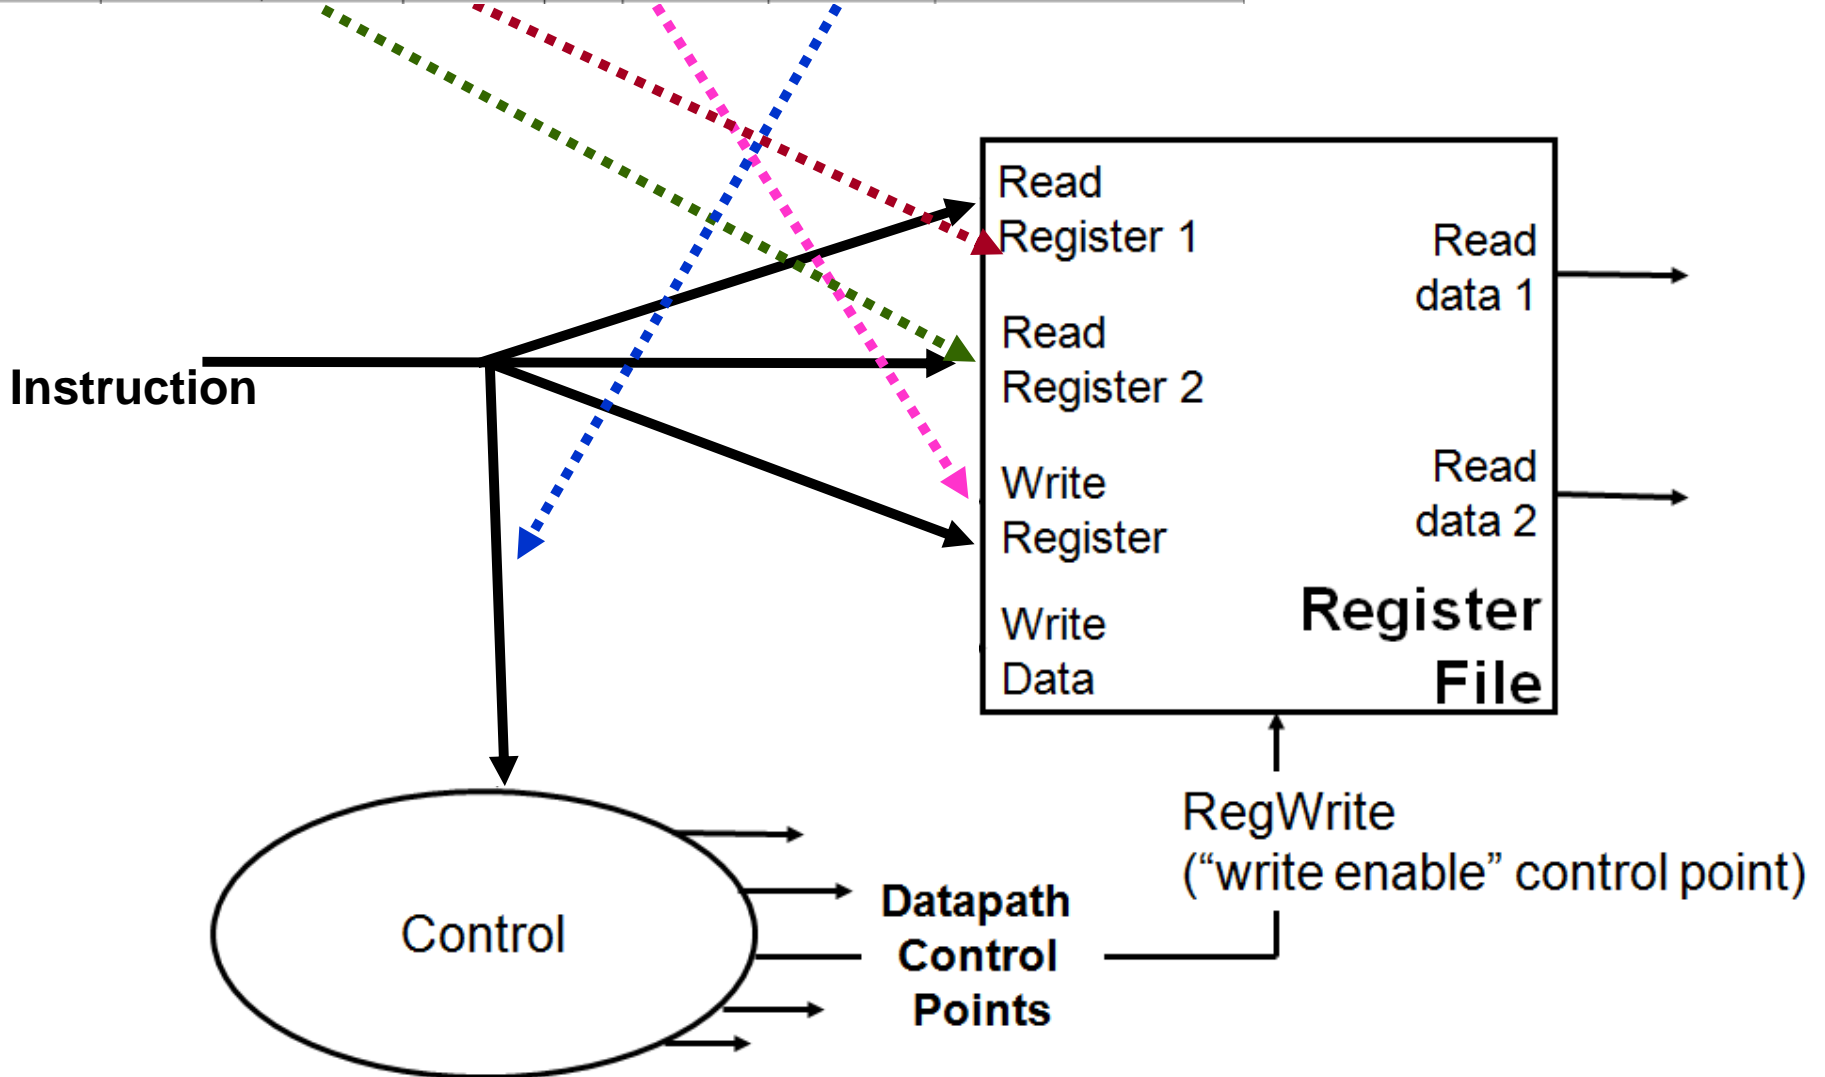 Instruction
Read
Register 1
Read
Register 2
Write
Register
Write
Data
Read
data 1
Read
data 2
Register
File
RegWrite
(“write enable” control point)
Control
Datapath
Control
Points